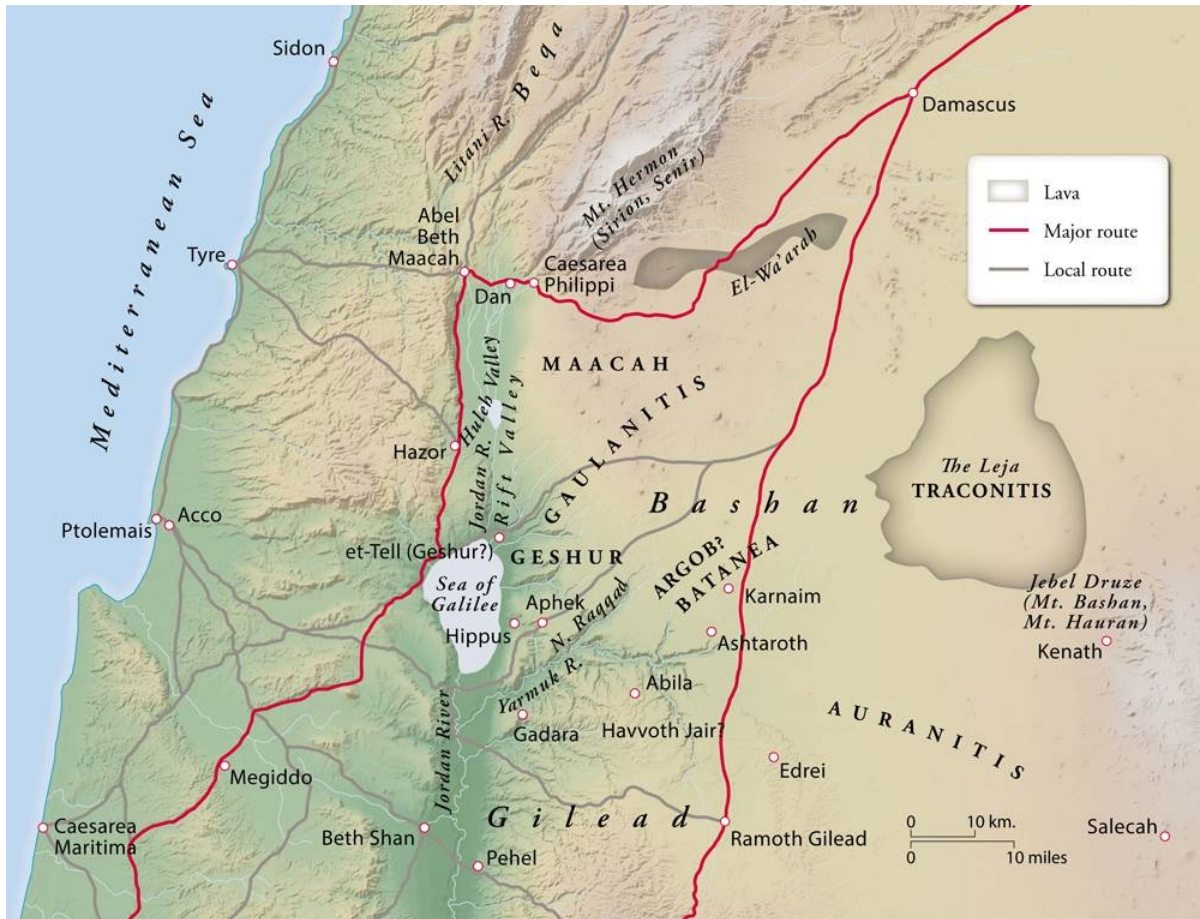 Sidon
Mediterranean Sea
Litani R.
Beqa
Damascus
Mt. Hermon
(Sirion, Senir)
Lava
Major route
Local route
Abel
Beth
Maacah
Tyre
Dan
Caesarea
Philippi
El-Wa'arah
MAACAH
Huleh Valley
Jordan R.
Rift Valley
GAULANITIS
Hazor
Bashan
The Leja
TRACONITIS
Ptolemais
Acco
et-Tell (Geshur?)
GESHUR
ARGOB?
BATANEA
Sea of
Galilee
Aphek
Hippus
N. Raqqad
Karnaim
Ashtaroth
Jebel Druze
(Mt. Bashan,
Mt. Hauran)
Kenath
Yarmuk R.
Abila
Gadara
Havvoth Jair?
AURANITIS
Jordan River
Megiddo
Edrei
Gilead
Caesarea
Maritima
Beth Shan
Pehel
Ramoth Gilead
0 10 km.
0 10 miles
Salecah